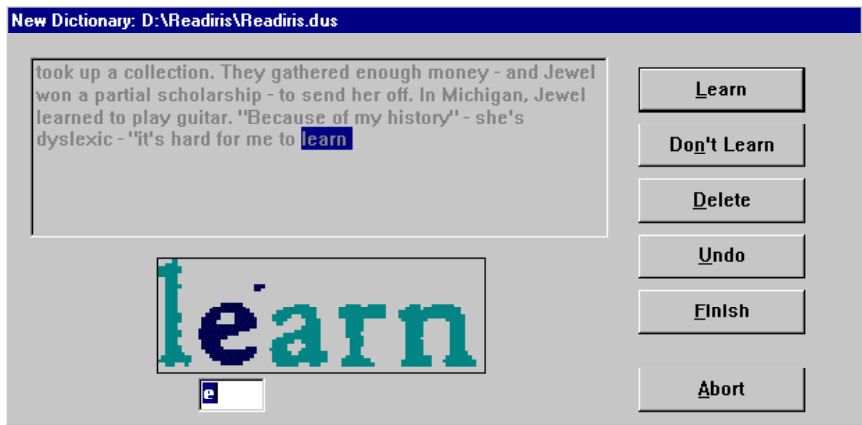 New Dictionary: D:\Readiris\Readiris.dus
took up a collection. They gathered enough money - and Jewel
won a partial scholarship - to send her off. In Michigan, Jewel
learned to play guitar. "Because of my history" - she's
dyslexic - "it's hard for me to learn
learn
e
Learn
Don't Learn
Delete
Undo
Finish
Abort